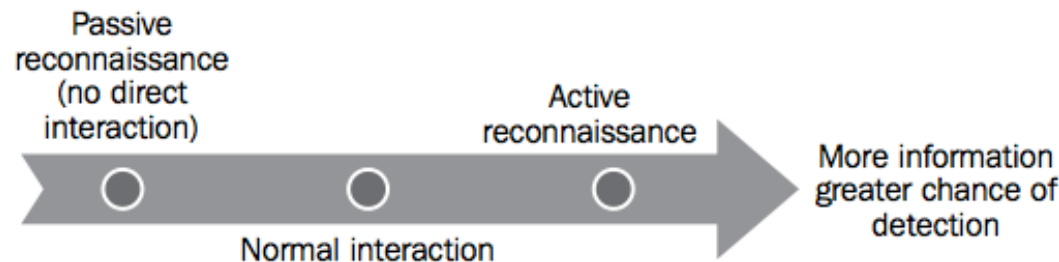 Passive
reconnaissance
(no direct
interaction)
Normal interaction
Active
reconnaissance
More information
greater chance of
detection